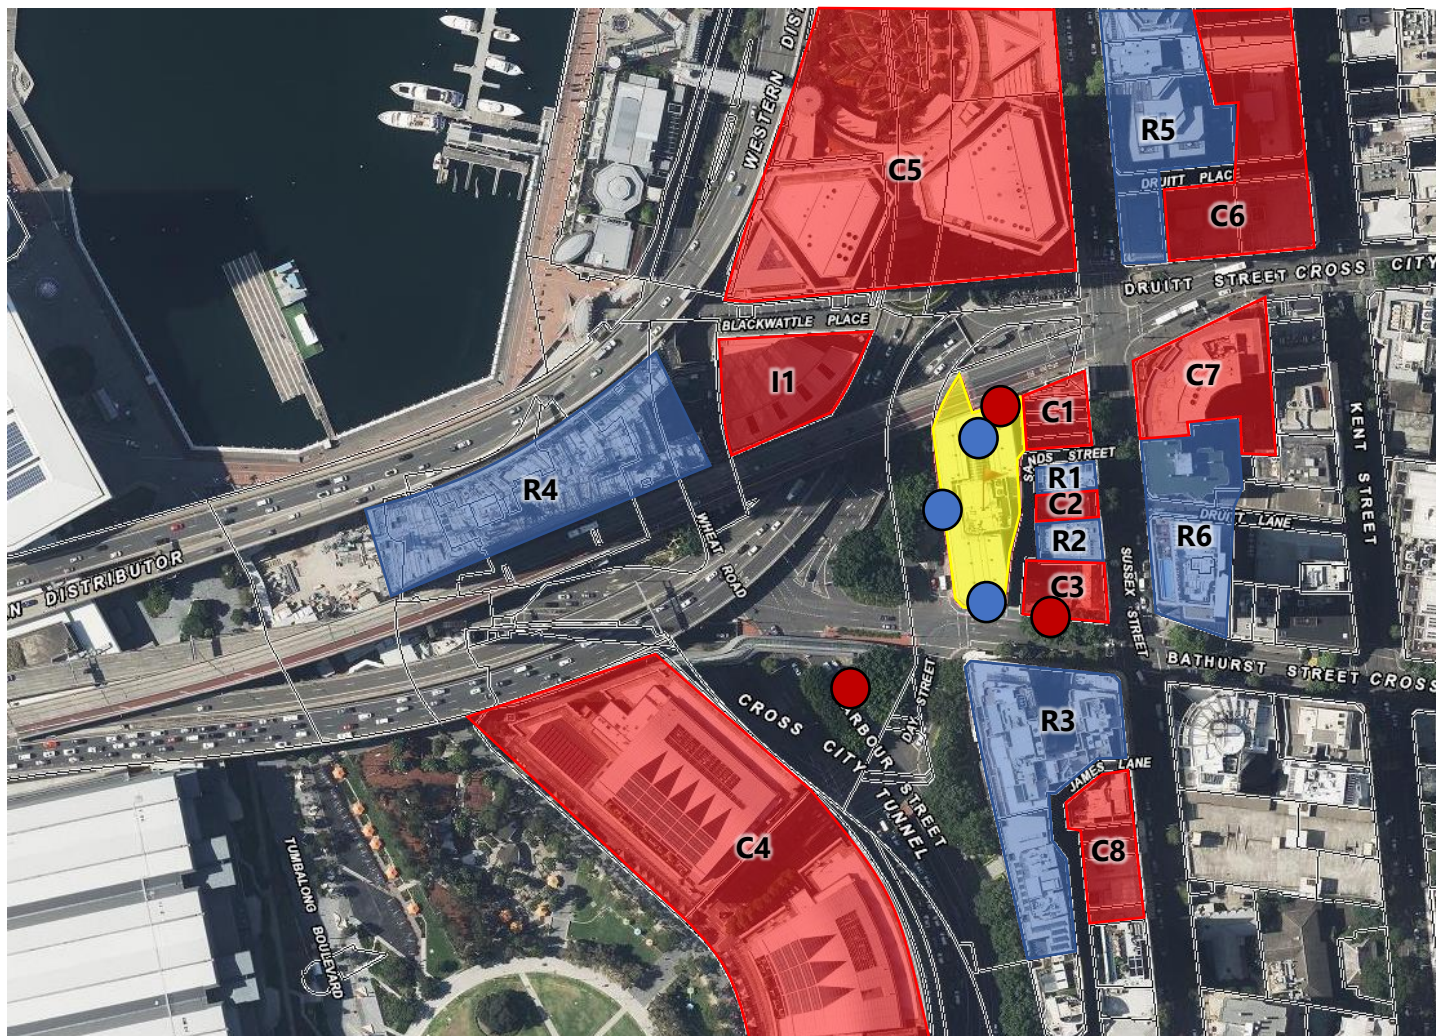 WESTERN DIST
C5
R5
DRUITT PLACE
C6
DRUITT STREET CROSS CITY
BLACKWATTLE PLACE
I1
C7
C1
KENT STREET
SANDS STREET
R1
C2
R4
DRUITT LANE
R2
R6
WHEAT ROAD
SUSSEX STREET
C3
N DISTRIBUTOR
BATHURST STREET CROSS
DAY STREET
R3
CROSS CITY TUNNEL
ARBOUR STREET
JAMES LANE
C4
C8
TUMBALONG BOULEVARD